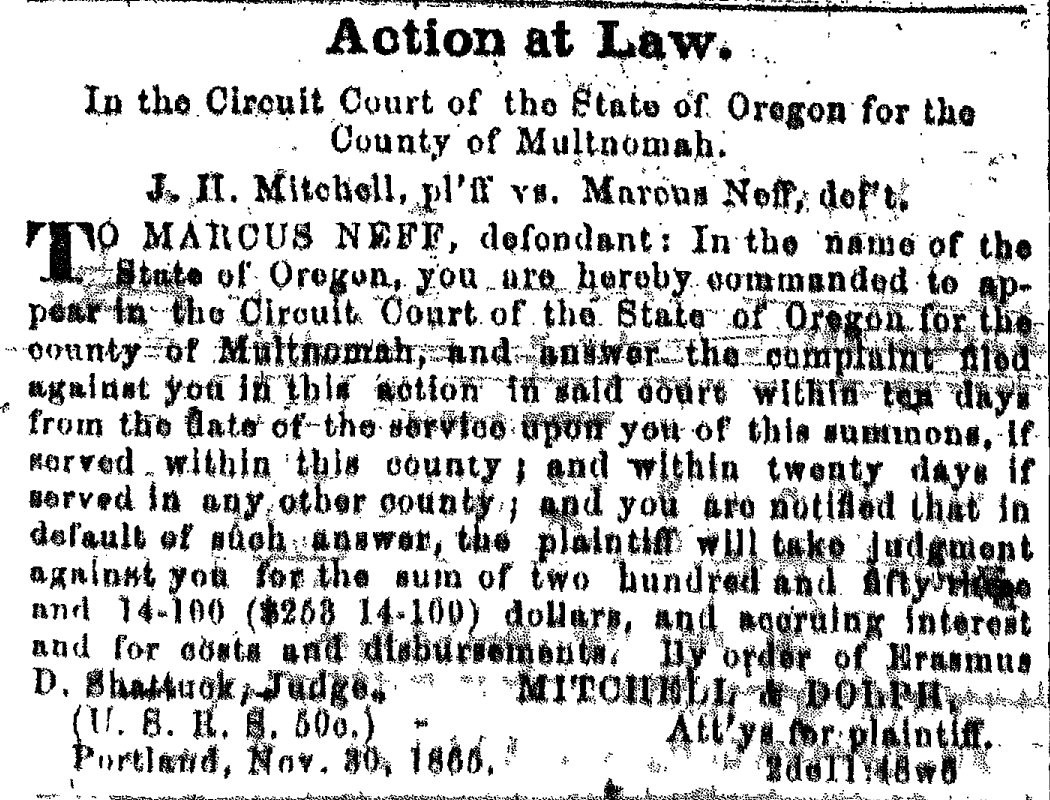 Action at Law.
In the Circuit Court of the State of Oregon for the
County of Multnomah.
J. H. Mitchell, pl'ff vs. Marcus Neff, def't.
TO MARCUS NEFF, defendant: In the name of the
State of Oregon, you are hereby commanded to ap-
pear in the Circuit Court of the State of Oregon for the
county of Multnomah, and answer the complaint filed
against you in this action in said court within ten days
from the date of the service upon you of this summons, if
served within this county; and within twenty days if
served in any other county; and you are notified that in
default of such answer, the plaintiff will take judgment
against you for the sum of two hundred and fifty-three
and 14-100 ($253 14-100) dollars, and accruing interest
and for costs and disbursements. By order of Erasmus
D. Shattuck, Judge. MITCHELL & DOLPH,
(U. S. R. S. 50c.) Att'ys for plaintiff.
Portland, Nov. 30, 1865.